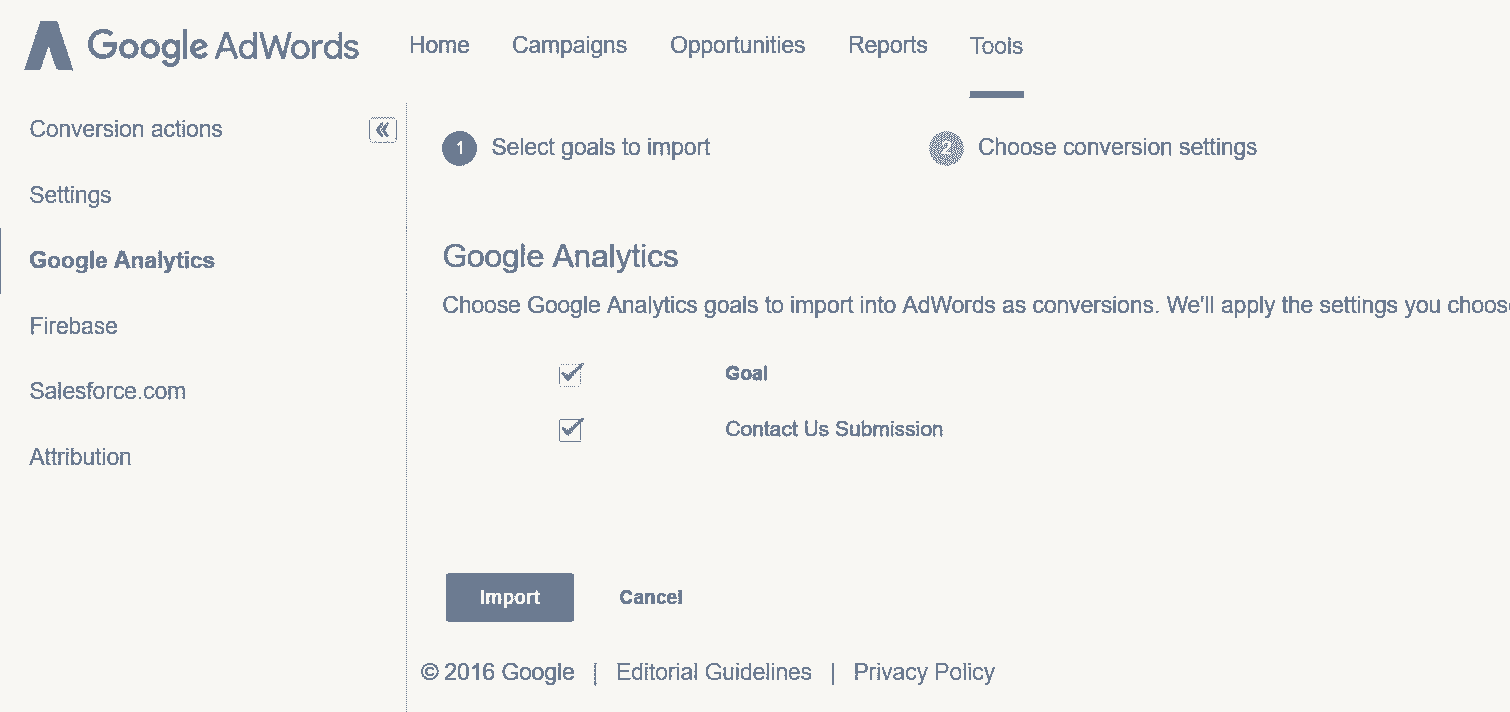 Google AdWords Home Campaigns Opportunities Reports Tools
Conversion actions «
Settings
Google Analytics
Firebase
Salesforce.com
Attribution
1 Select goals to import 2 Choose conversion settings
Google Analytics
Choose Google Analytics goals to import into AdWords as conversions. We'll apply the settings you choos
Goal
Contact Us Submission
Import Cancel
© 2016 Google | Editorial Guidelines | Privacy Policy